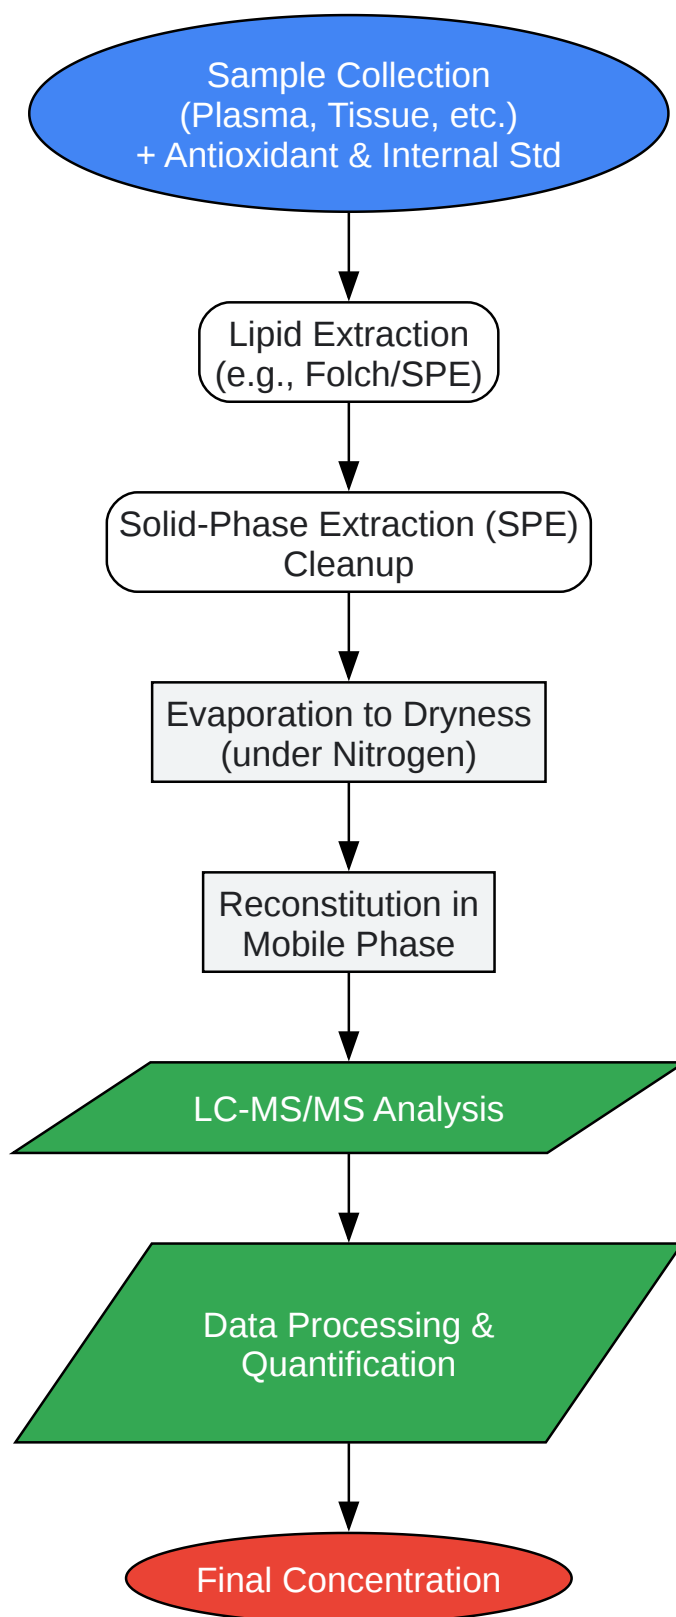 Sample Collection
(Plasma, Tissue, etc.)
+ Antioxidant & Internal Std
Lipid Extraction
(e.g., Folch/SPE)
Solid-Phase Extraction (SPE)
Cleanup
Evaporation to Dryness
(under Nitrogen)
Reconstitution in
Mobile Phase
LC-MS/MS Analysis
Data Processing &
Quantification
Final Concentration